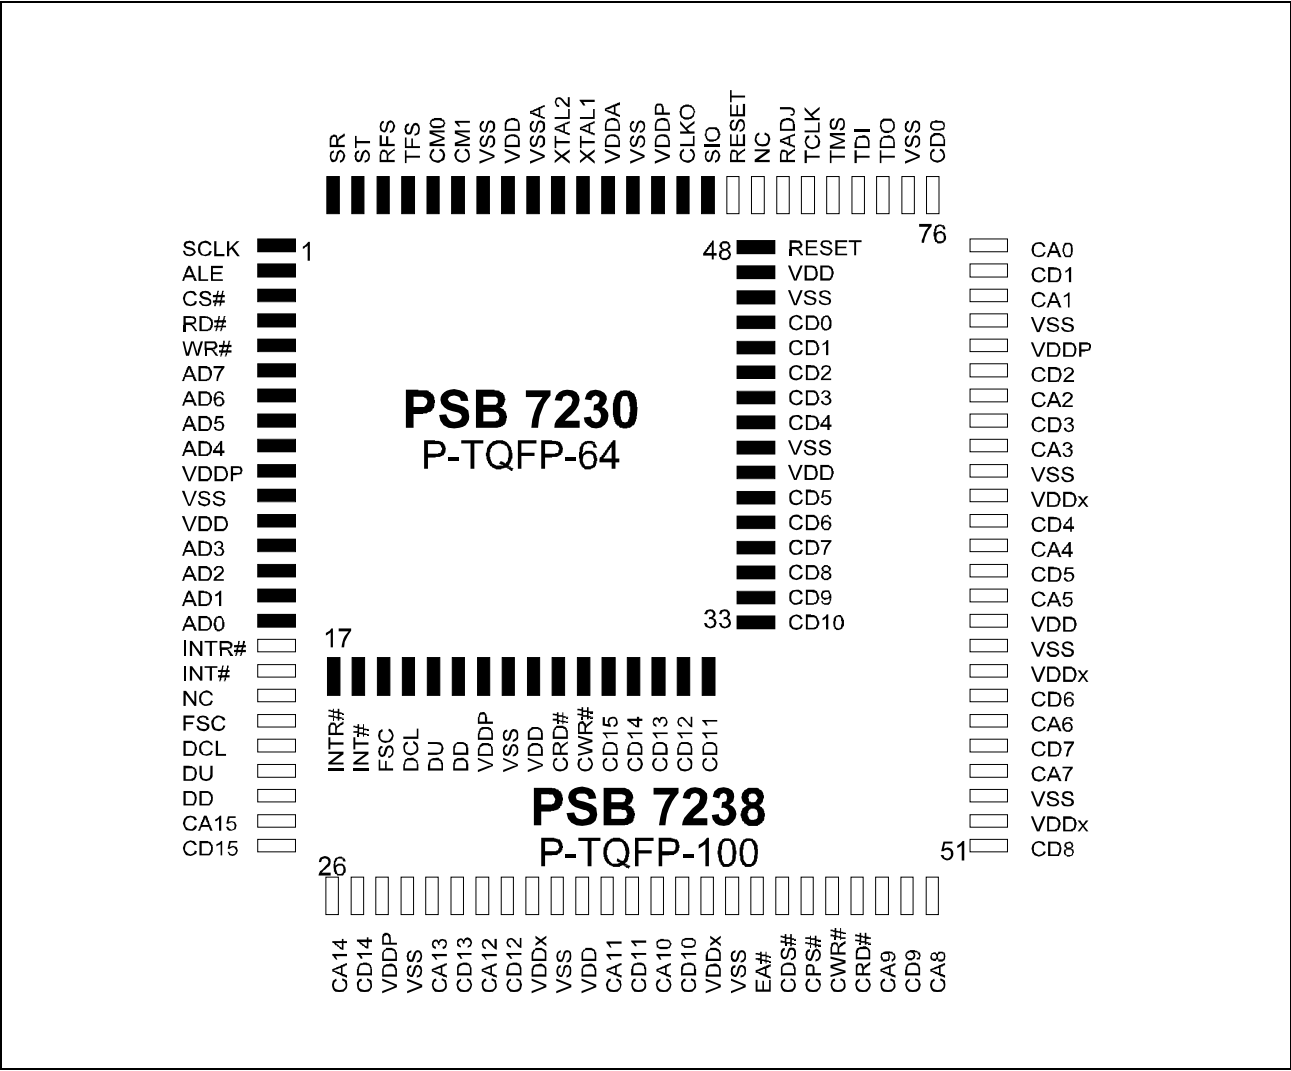 SR
ST
RFS
TFS
CM0
CM1
VSS
VDD
VSSA
XTAL2
XTAL1
VDDA
VSS
VDDP
CLKO
SIO
RESET
NC
RADJ
TCLK
TMS
TDI
TDO
VSS
CD0
76
SCLK
ALE
CS#
RD#
WR#
AD7
AD6
AD5
AD4
VDDP
VSS
VDD
AD3
AD2
AD1
AD0
INTR#
INT#
NC
FSC
DCL
DU
DD
CA15
CD15
1
PSB 7230
P-TQFP-64
48
33
RESET
VDD
VSS
CD0
CD1
CD2
CD3
CD4
VSS
VDD
CD5
CD6
CD7
CD8
CD9
CD10
17
INTR#
INT#
FSC
DCL
DU
DD
VDDP
VSS
VDD
CRD#
CWR#
CD15
CD14
CD13
CD12
CD11
PSB 7238
P-TQFP-100
CA0
CD1
CA1
VSS
VDDP
CD2
CA2
CD3
CA3
VSS
VDDx
CD4
CA4
CD5
CA5
VDD
VSS
VDDx
CD6
CA6
CD7
CA7
VSS
VDDx
CD8
51
26
CA14
CD14
VDDP
VSS
CA13
CD13
CA12
CD12
VDDx
VSS
VDD
CA11
CD11
CA10
CD10
VDDx
VSS
EA#
CDS#
CPS#
CWR#
CRD#
CA9
CD9
CA8